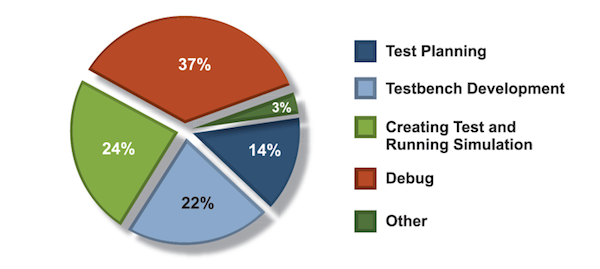 37%
3%
14%
22%
24%
Test Planning
Testbench Development
Creating Test and
Running Simulation
Debug
Other